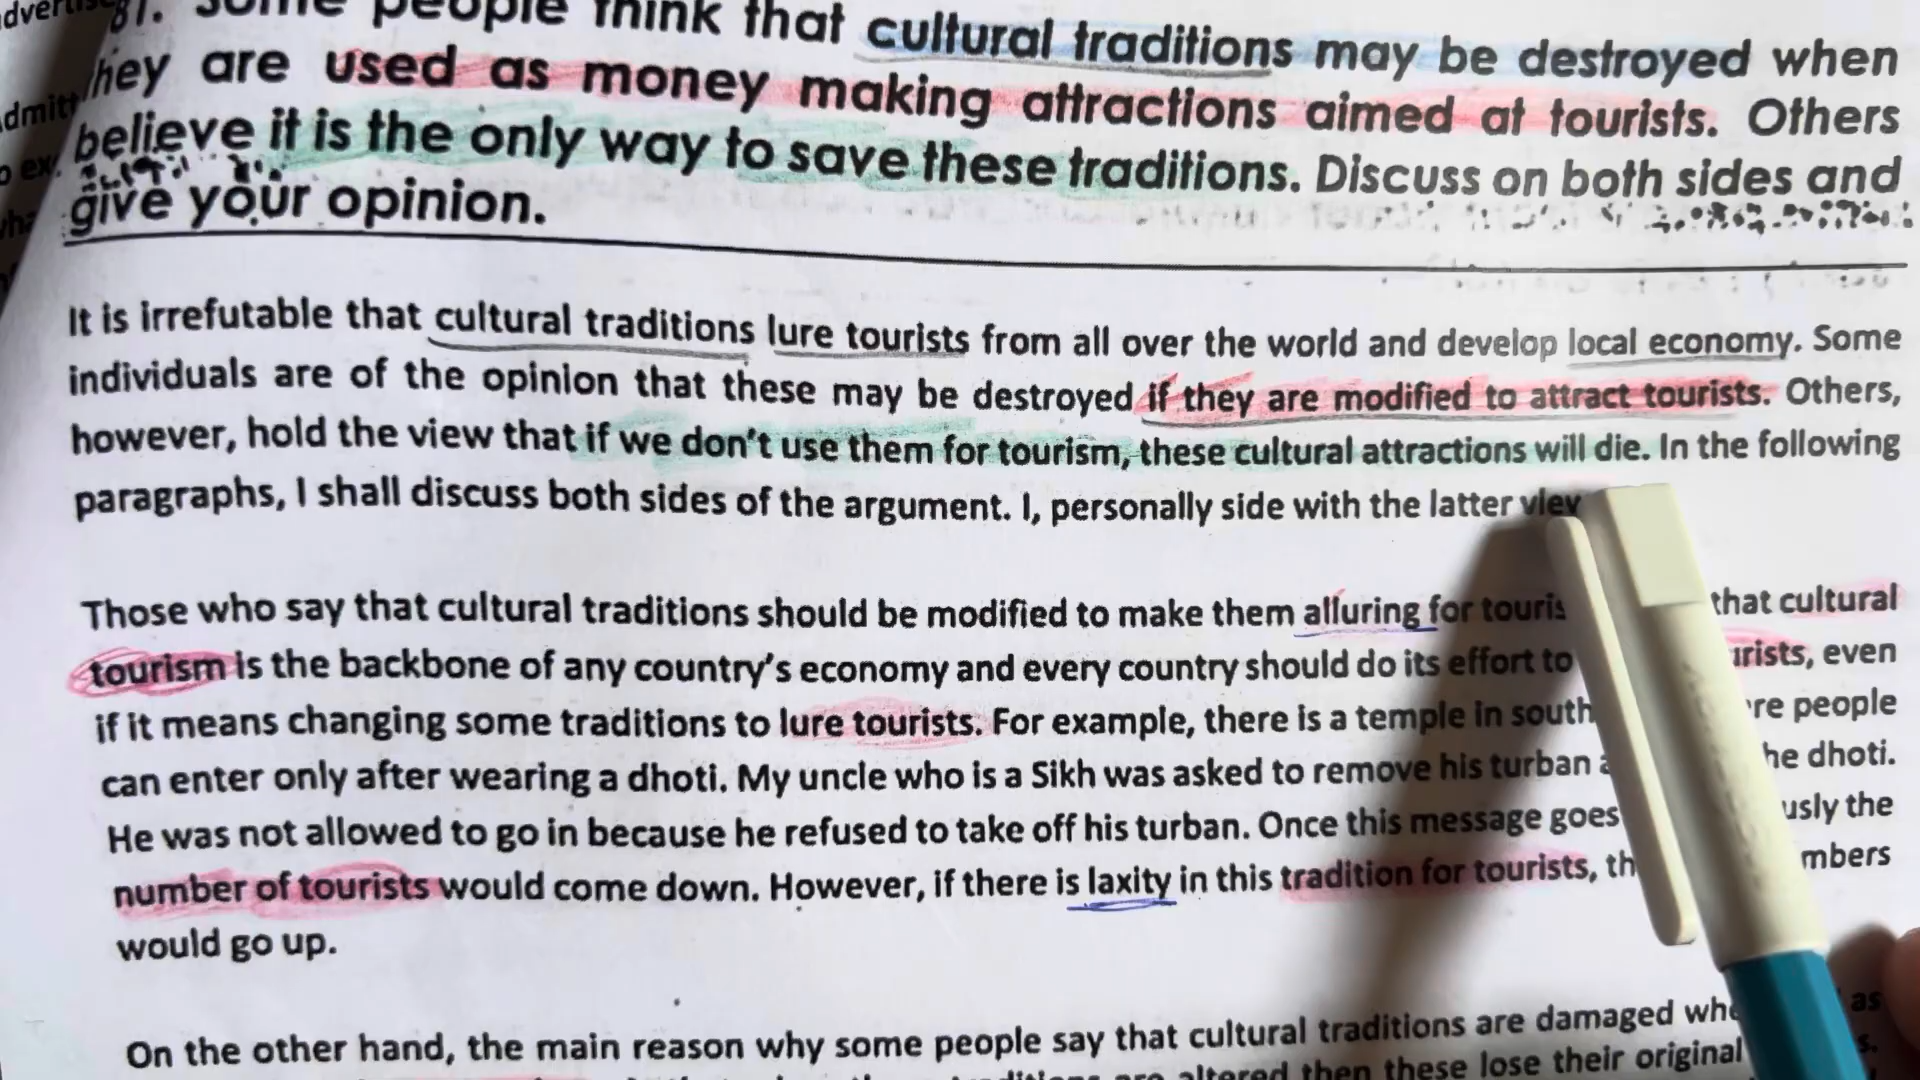 81. Some people think that cultural traditions may be destroyed when
they are used as money making attractions aimed at tourists. Others
believe it is the only way to save these traditions. Discuss on both sides and
give your opinion.
It is irrefutable that cultural traditions lure tourists from all over the world and develop local economy. Some
individuals are of the opinion that these may be destroyed if they are modified to attract tourists. Others,
however, hold the view that if we don't use them for tourism, these cultural attractions will die. In the following
paragraphs, I shall discuss both sides of the argument. I, personally side with the latter
Those who say that cultural traditions should be modified to make them alluring for that cultural
tourism is the backbone of any country's economy and every country should do its effort to even
if it means changing some traditions to lure tourists. For example, there is a temple in south people
can enter only after wearing a dhoti. My uncle who is a Sikh was asked to remove his turban dhoti.
He was not allowed to go in because he refused to take off his turban. Once this message goes the
number of tourists would come down. However, if there is laxity in this tradition for tourists,
would go up.
On the other hand, the main reason why some people say that cultural traditions are damaged as
altered then these lose their original